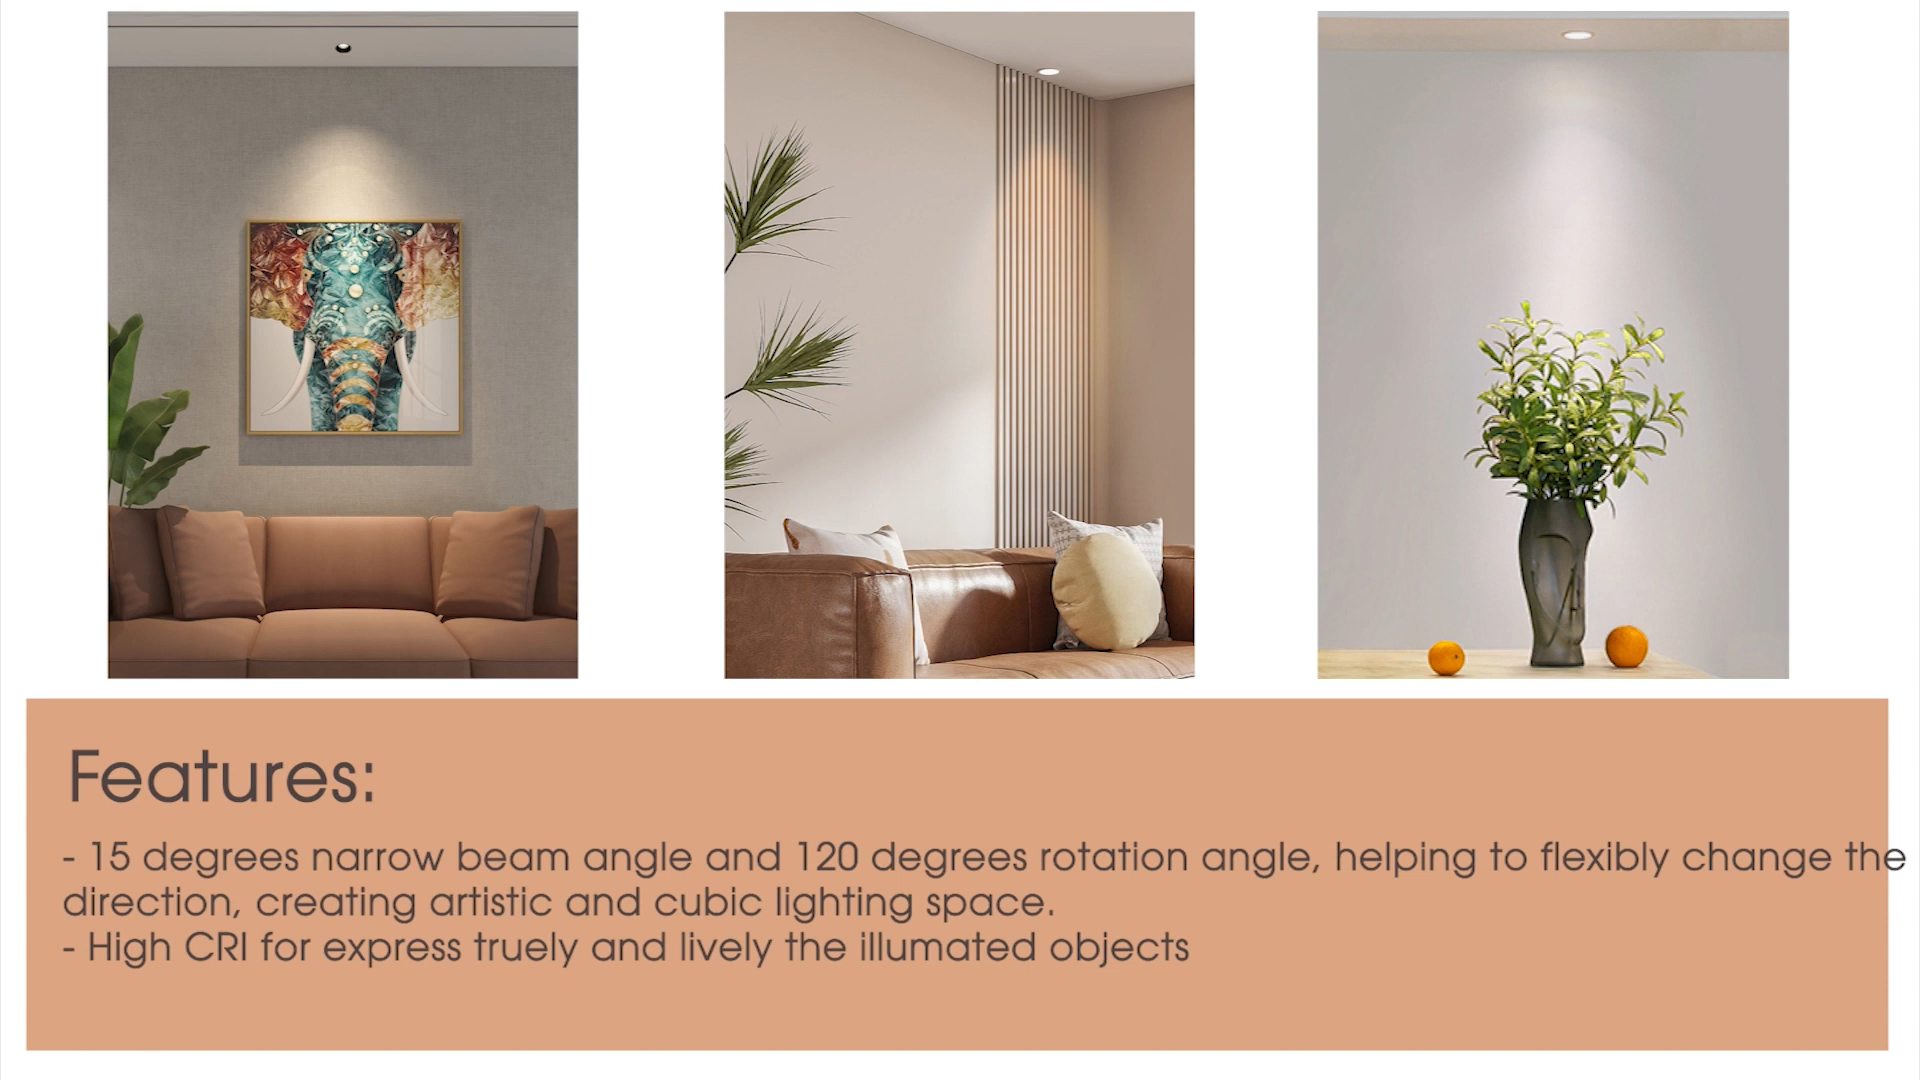 Features:
- 15 degrees narrow beam angle and 120 degrees rotation angle, helping to flexibly change the
direction, creating artistic and cubic lighting space.
- High CRI for express truely and lively the illumated objects